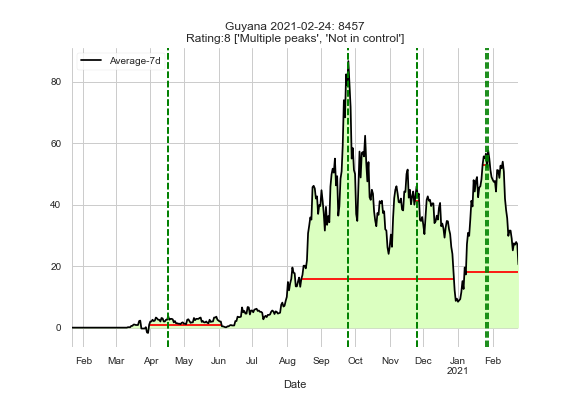 Guyana 2021-02-24: 8457
Rating:8 ['Multiple peaks', 'Not in control']
Average-7d
80
60
40
20
0
Feb Mar Apr May Jun Jul Aug Sep Oct Nov Dec Jan Feb
2021
Date